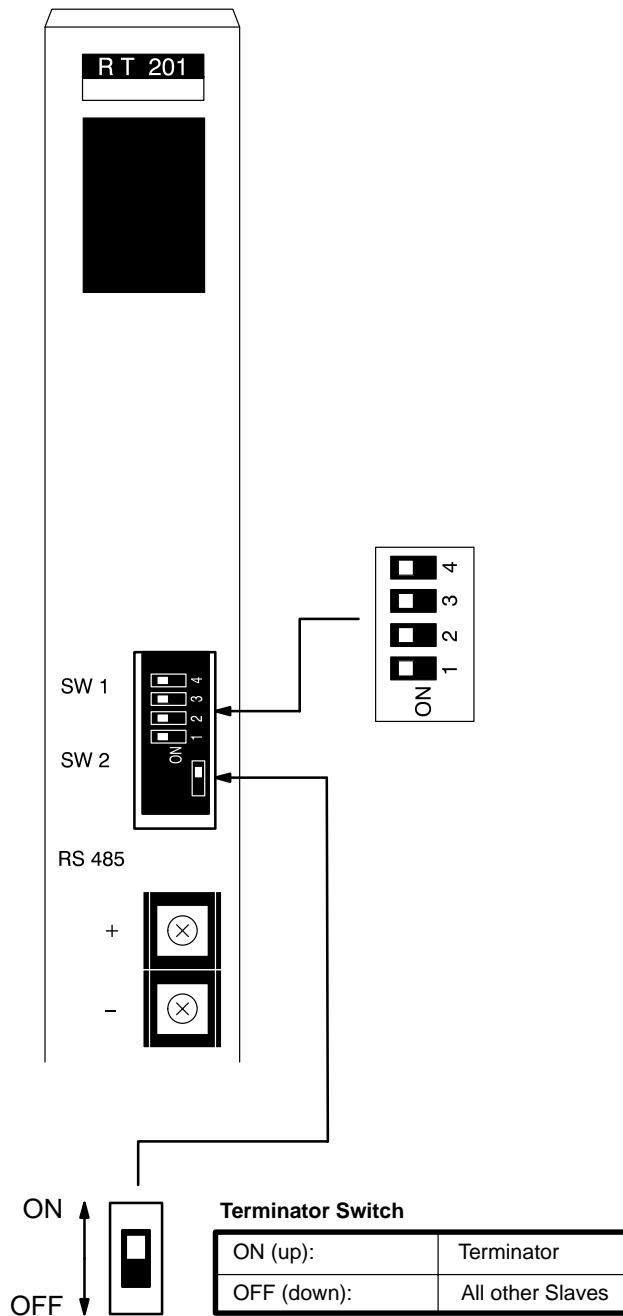 RT 201
4
3
2
1
ON
SW 1
4
3
2
1
ON
SW 2
RS 485
+
−
ON
OFF
Terminator Switch
ON (up): Terminator
OFF (down): All other Slaves